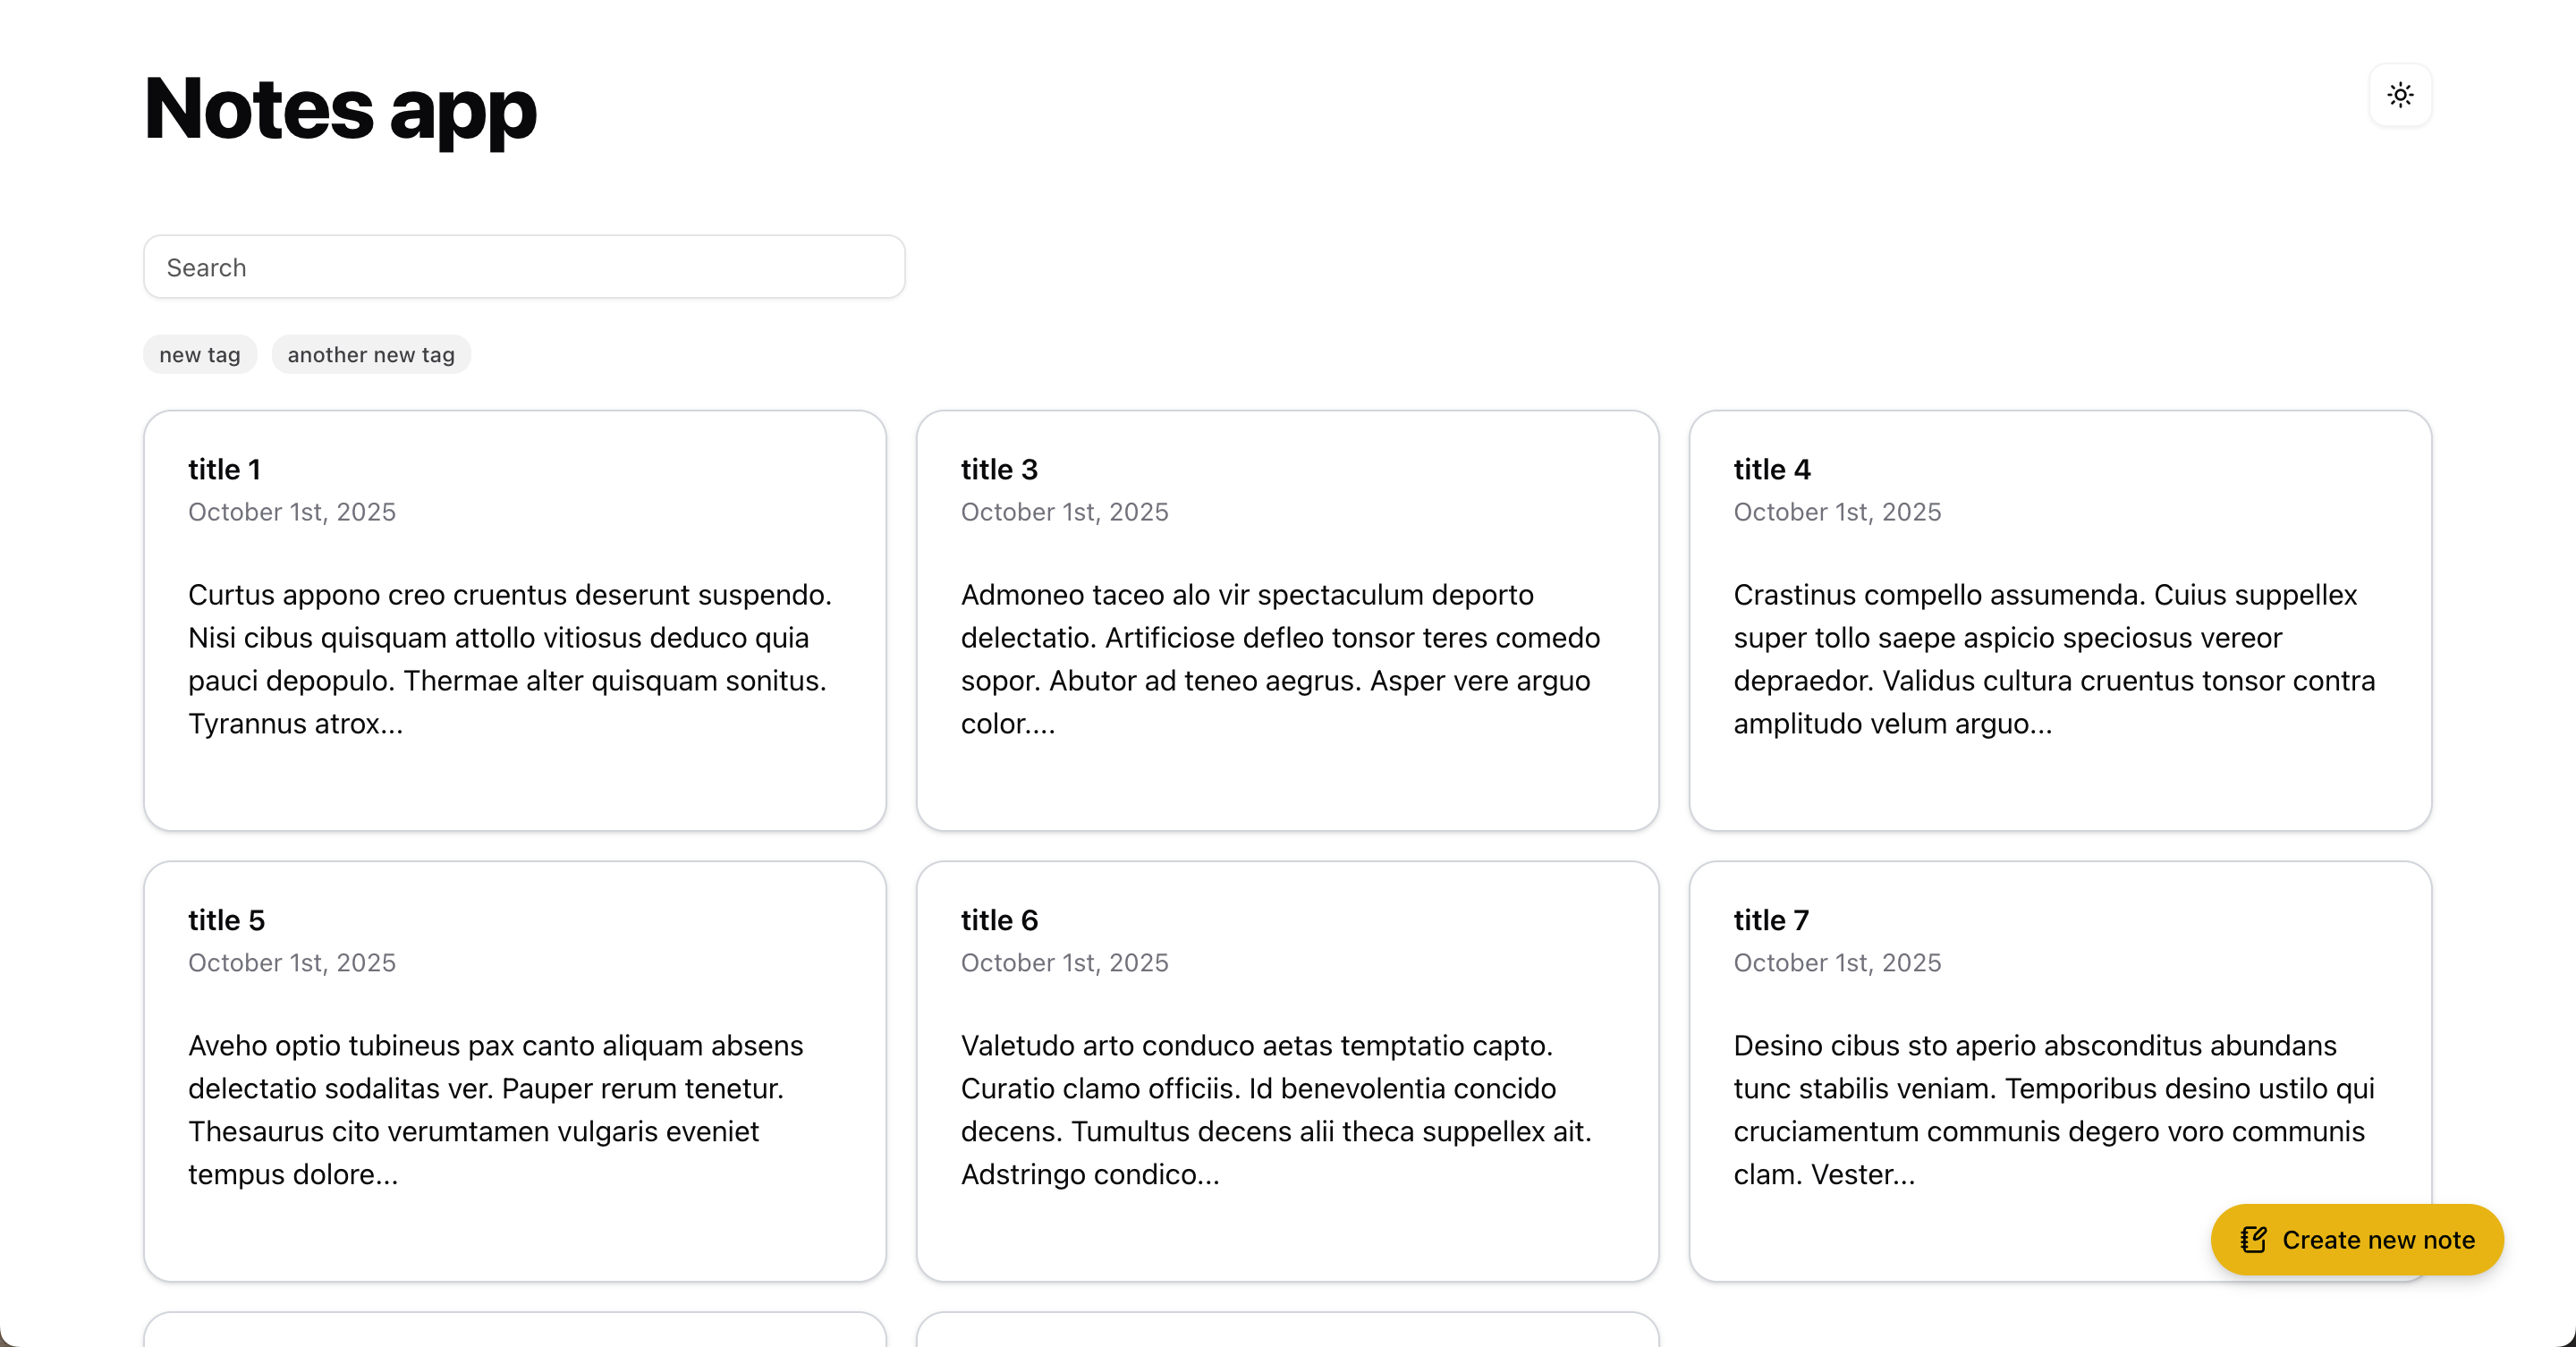 Notes app
Search
new tag
another new tag
title 1
October 1st, 2025
Curtus appono creo cruentus deserunt suspendo.
Nisi cibus quisquam attollo vitiosus deduco quia
pauci depopulo. Thermae alter quisquam sonitus.
Tyrannus atrox...
title 3
October 1st, 2025
Admoneo taceo alo vir spectaculum deporto
delectatio. Artificiose defleo tonsor teres comedo
sopor. Abutor ad teneo aegrus. Asper vere arguo
color....
title 4
October 1st, 2025
Crastinus compello assumenda. Cuius suppellex
super tollo saepe aspicio speciosus vereor
depraedor. Validus cultura cruentus tonsor contra
amplitudo velum arguo...
title 5
October 1st, 2025
Aveho optio tubineus pax canto aliquam absens
delectatio sodalitas ver. Pauper rerum tenetur.
Thesaurus cito verumtamen vulgaris eveniet
tempus dolore...
title 6
October 1st, 2025
Valetudo arto conduco aetas temptatio capto.
Curatio clamo officiis. Id benevolentia concido
decens. Tumultus decens alii theca suppellex ait.
Adstringo condico...
title 7
October 1st, 2025
Desino cibus sto aperio absconditus abundans
tunc stabilis veniam. Temporibus desino ustilo qui
cruciamentum communis degero voro communis
clam. Vester...
Create new note